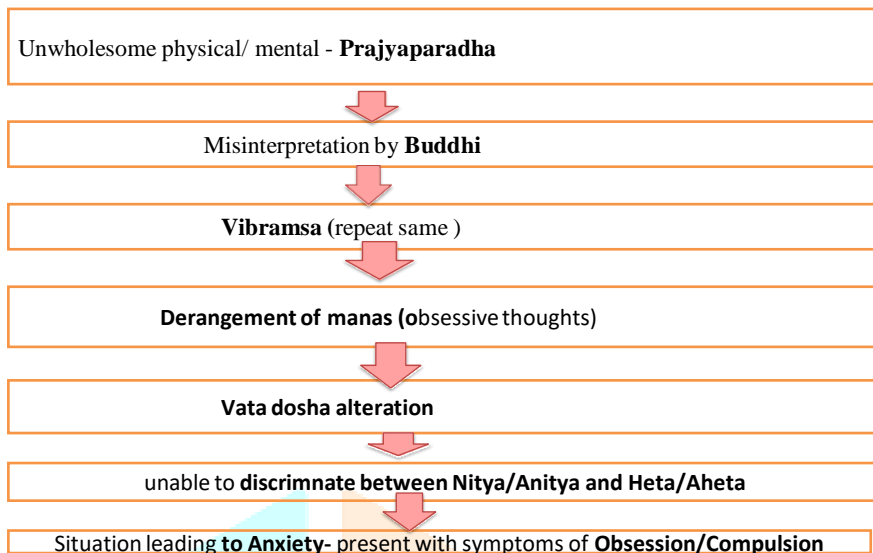 Unwholesome physical/ mental - Prajyaparadha
Misinterpretation by Buddhi
Vibramsa (repeat same )
Derangement of manas (obsessive thoughts)
Vata dosha alteration
unable to discrimnate between Nitya/Anitya and Heta/Aheta
Situation leading to Anxiety- present with symptoms of Obsession/Compulsion